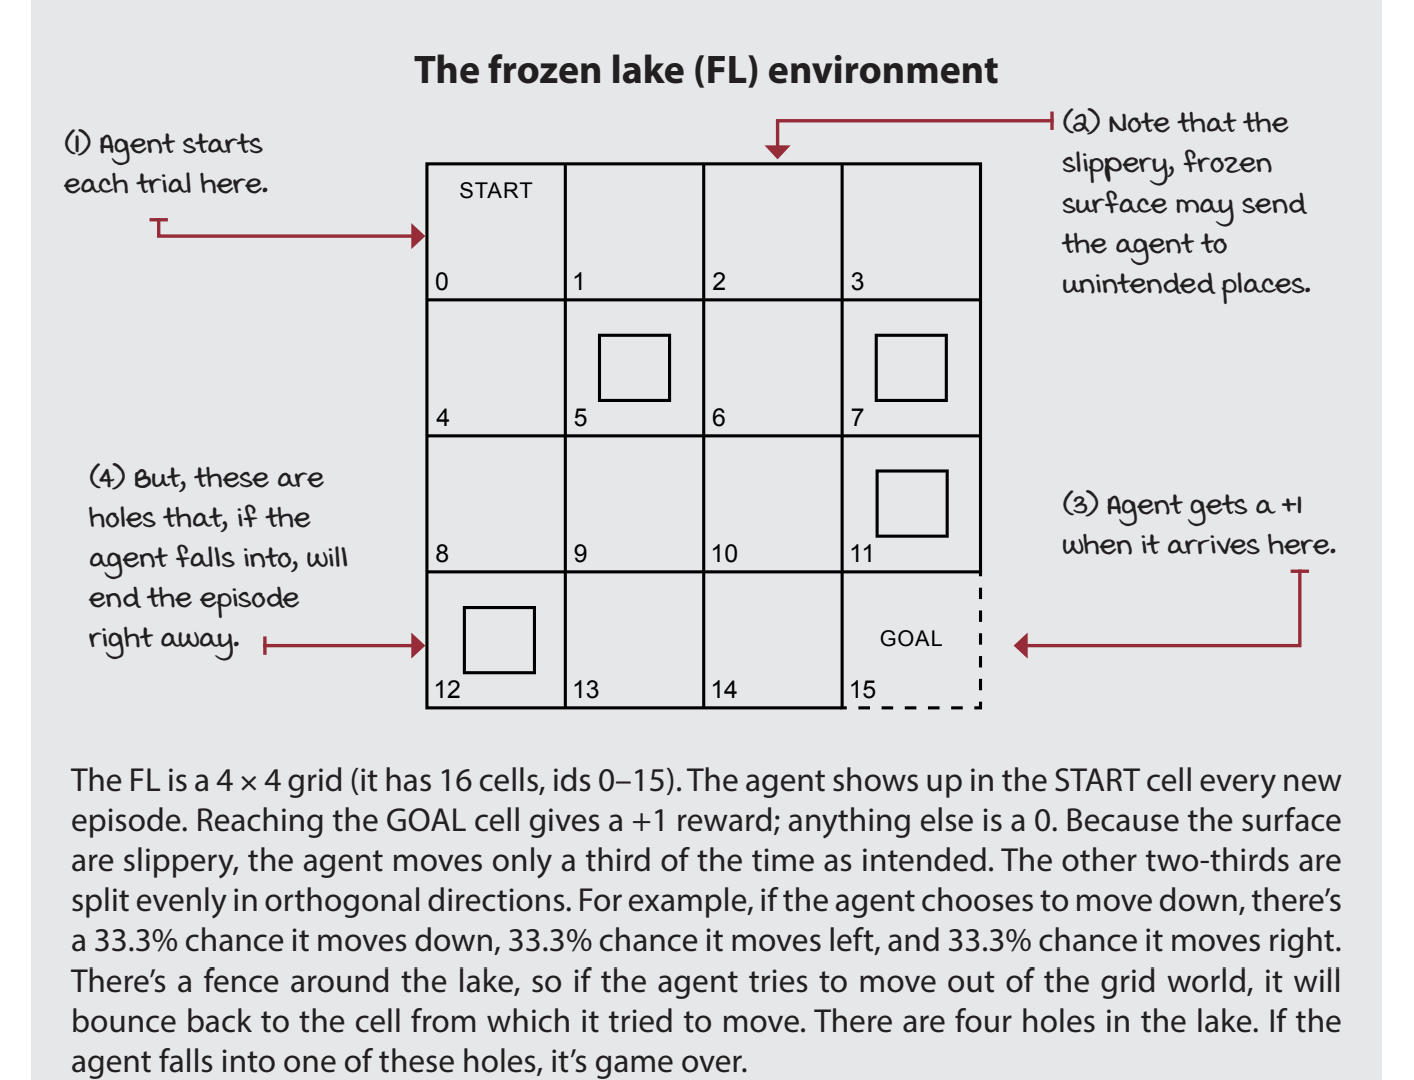 The frozen lake (FL) environment
(1) Agent starts
each trial here.
(2) Note that the
slippery, frozen
surface may send
the agent to
unintended places.
START
0 1 2 3
4 5 6 7
8 9 10 11
12 13 14 15
GOAL
(4) But, these are
holes that, if the
agent falls into, will
end the episode
right away.
(3) Agent gets a +1
when it arrives here.
The FL is a 4 × 4 grid (it has 16 cells, ids 0–15). The agent shows up in the START cell every new
episode. Reaching the GOAL cell gives a +1 reward; anything else is a 0. Because the surface
are slippery, the agent moves only a third of the time as intended. The other two-thirds are
split evenly in orthogonal directions. For example, if the agent chooses to move down, there's
a 33.3% chance it moves down, 33.3% chance it moves left, and 33.3% chance it moves right.
There's a fence around the lake, so if the agent tries to move out of the grid world, it will
bounce back to the cell from which it tried to move. There are four holes in the lake. If the
agent falls into one of these holes, it's game over.